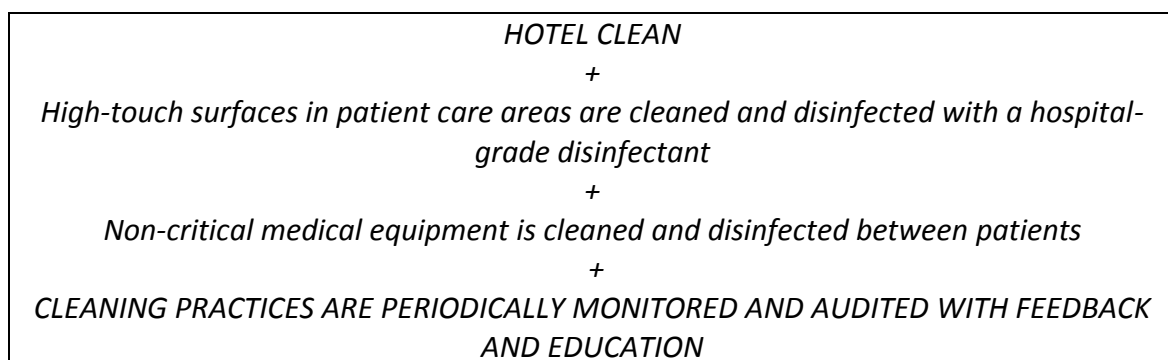 HOTEL CLEAN
+
High-touch surfaces in patient care areas are cleaned and disinfected with a hospital-
grade disinfectant
+
Non-critical medical equipment is cleaned and disinfected between patients
+
CLEANING PRACTICES ARE PERIODICALLY MONITORED AND AUDITED WITH FEEDBACK
AND EDUCATION